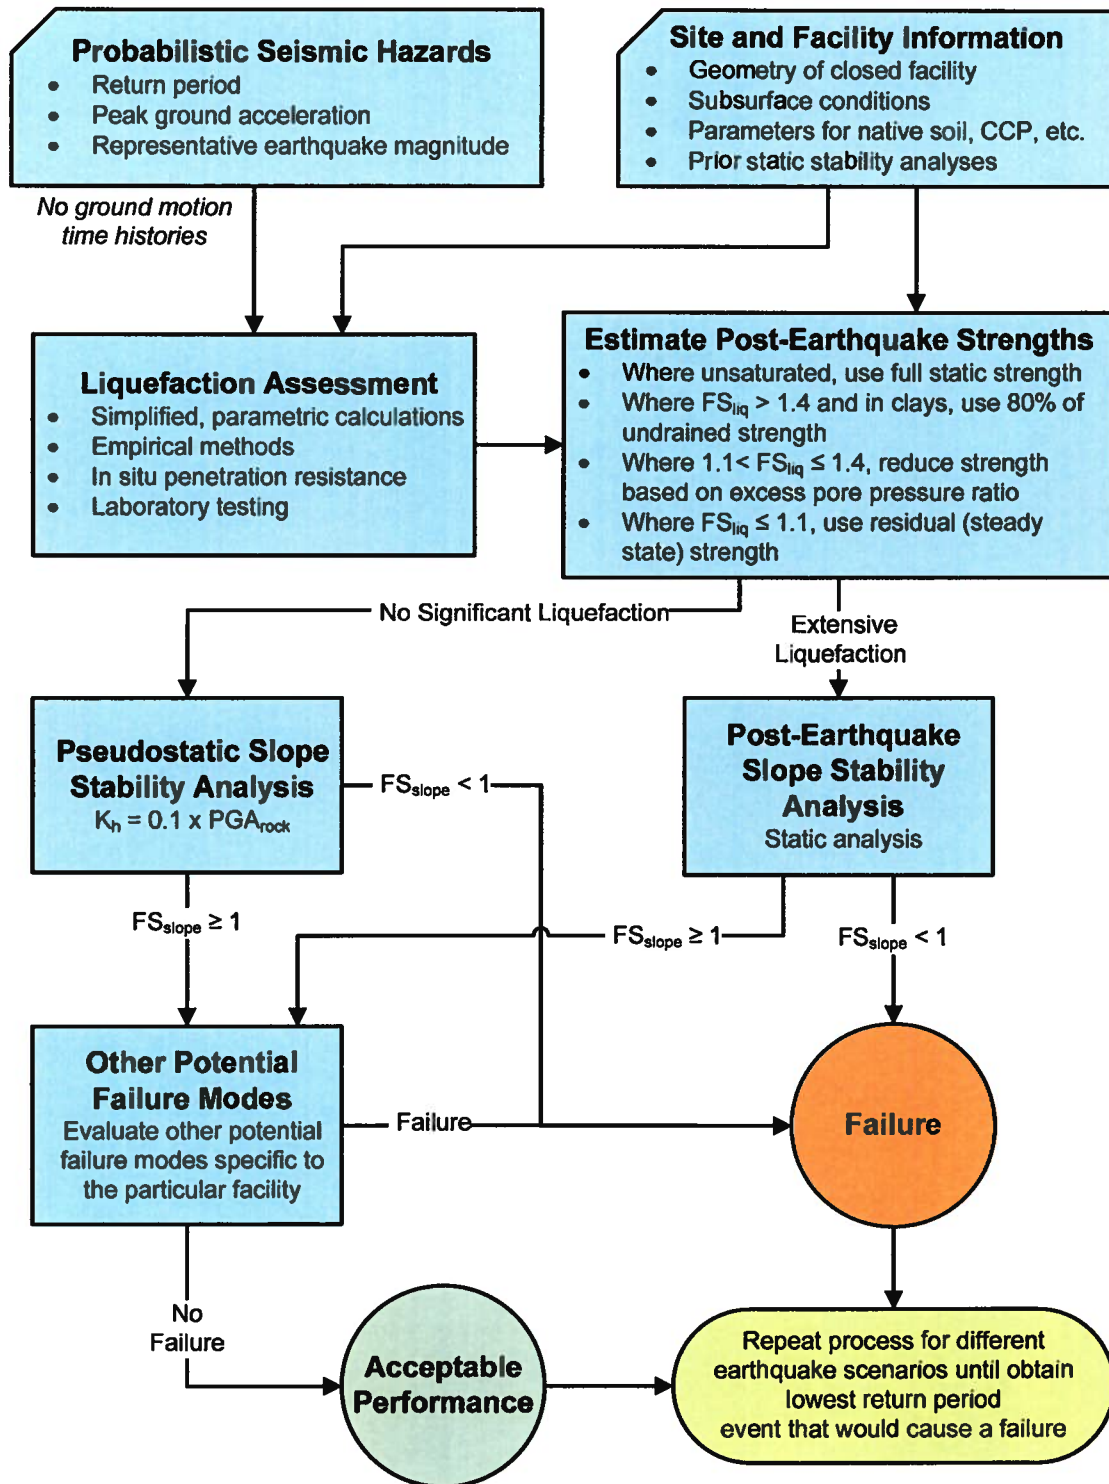 Probabilistic Seismic Hazards
• Return period
• Peak ground acceleration
• Representative earthquake magnitude
Site and Facility Information
• Geometry of closed facility
• Subsurface conditions
• Parameters for native soil, CCP, etc.
• Prior static stability analyses
No ground motion
time histories
Liquefaction Assessment
• Simplified, parametric calculations
• Empirical methods
• In situ penetration resistance
• Laboratory testing
Estimate Post-Earthquake Strengths
• Where unsaturated, use full static strength
• Where FSliq > 1.4 and in clays, use 80% of
undrained strength
• Where 1.1< FSliq ≤ 1.4, reduce strength
based on excess pore pressure ratio
• Where FSliq ≤ 1.1, use residual (steady
state) strength
No Significant Liquefaction
Extensive
Liquefaction
Pseudostatic Slope
Stability Analysis
Kh = 0.1 x PGArock
FSslope < 1
Post-Earthquake
Slope Stability
Analysis
Static analysis
FSslope ≥ 1
FSslope ≥ 1
FSslope < 1
Other Potential
Failure Modes
Evaluate other potential
failure modes specific to
the particular facility
Failure
Failure
No
Failure
Acceptable
Performance
Repeat process for different
earthquake scenarios until obtain
lowest return period
event that would cause a failure